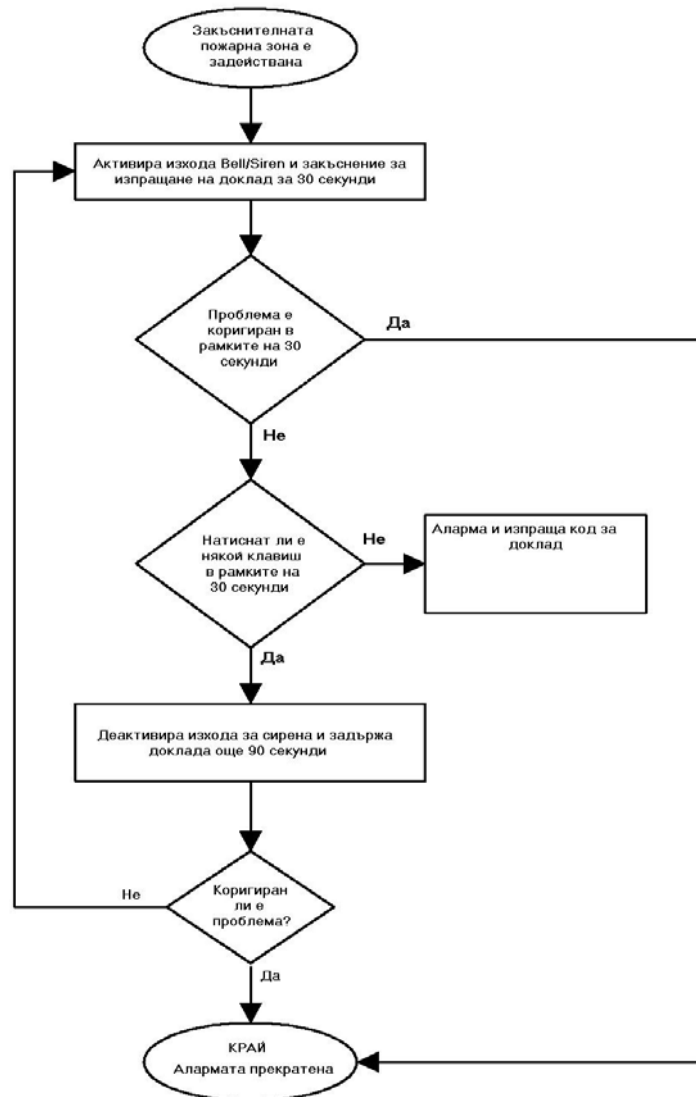 Закъснителната
пожарна зона е
задействана
Активира изхода Bell/Siren и закъснение за
изпращане на доклад за 30 секунди
Проблема е
коригиран в
рамките на 30
секунди
Да
Не
Натиснат ли е
някой клавиш
в рамките на
30 секунди
Не
Аларма и изпраща код за
доклад
Да
Деактивира изхода за сирена и задържа
доклада още 90 секунди
Не
Коригиран
ли е
проблема?
Да
КРАЙ
Алармата прекратена